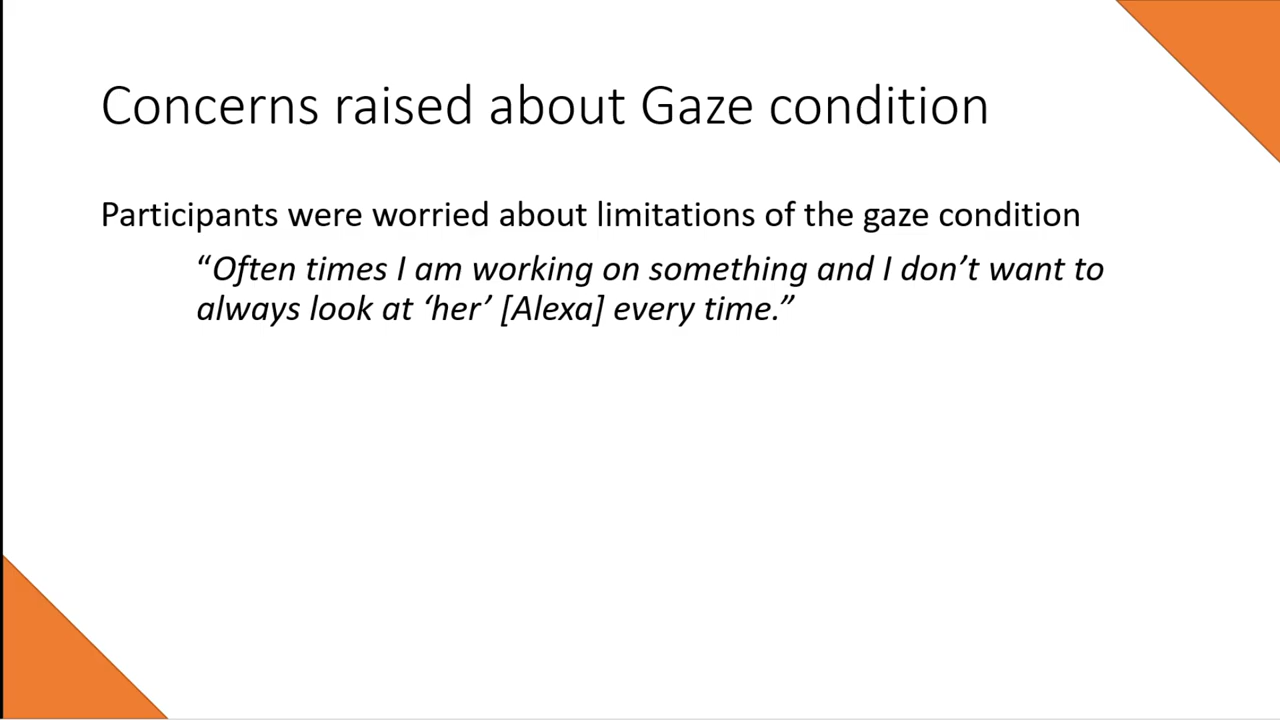 Concerns raised about Gaze condition
Participants were worried about limitations of the gaze condition
“Often times I am working on something and I don’t want to
always look at ‘her’ [Alexa] every time.”